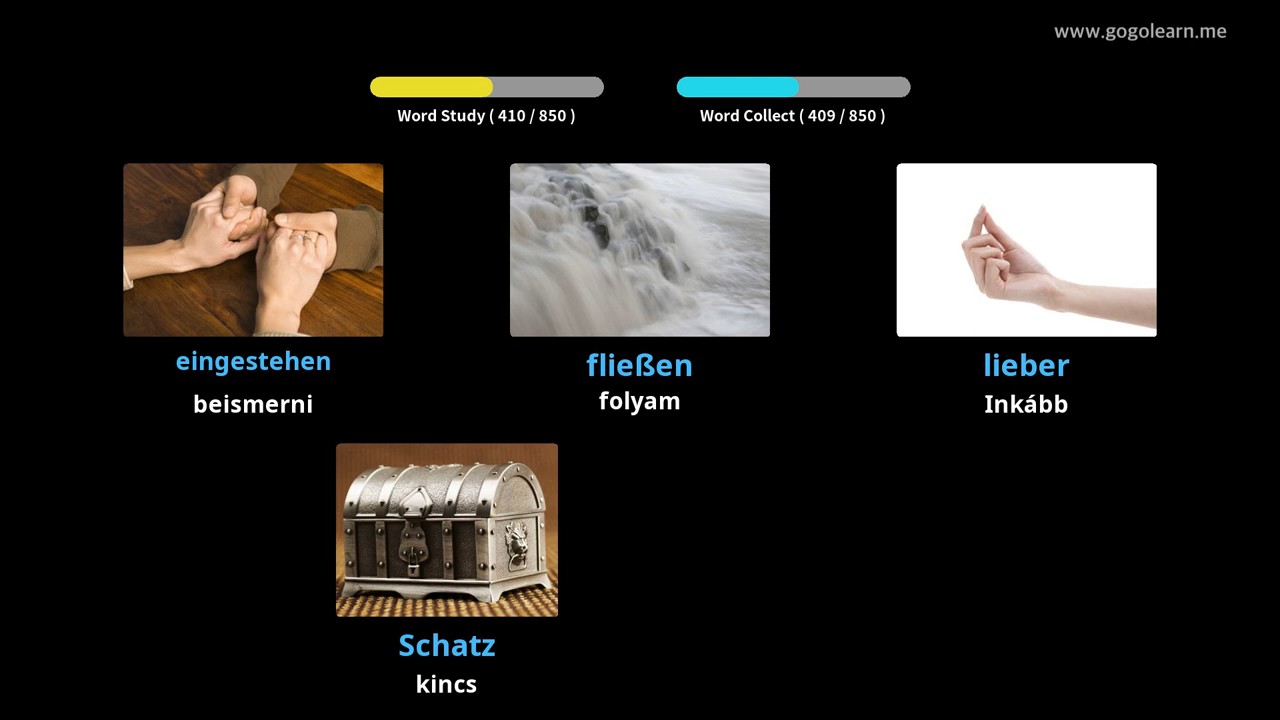 www.gogolearn.me
Word Study ( 410 / 850 )
Word Collect ( 409 / 850 )
eingestehen
beismerni
fließen
folyam
lieber
Inkább
Schatz
kincs